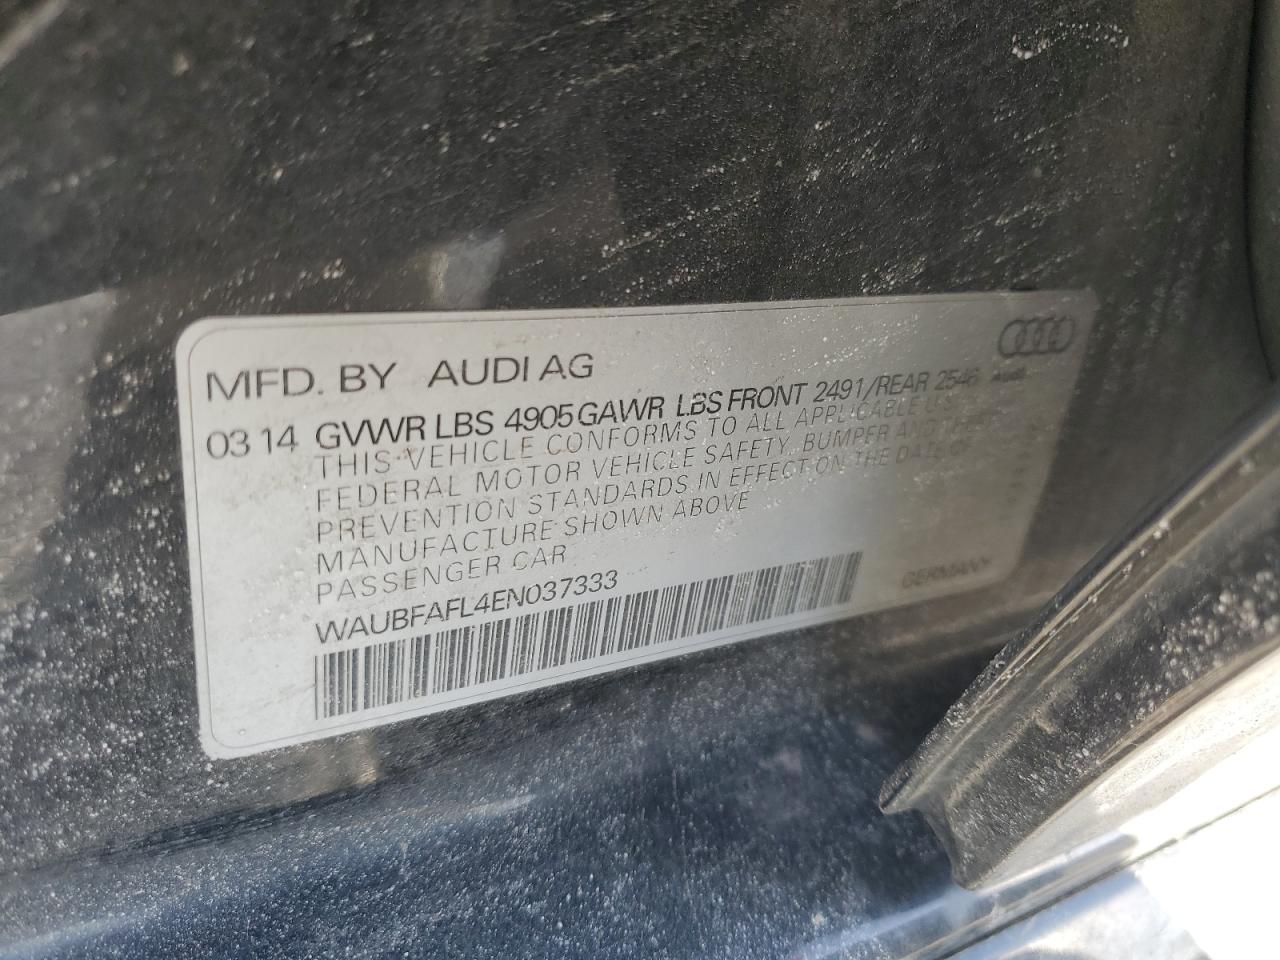 MFD. BY AUDI AG
03 14 GVWR LBS 4905 GAWR LBS FRONT 2491/REAR 2546
THIS VEHICLE CONFORMS TO ALL APPLICABLE U.S.
FEDERAL MOTOR VEHICLE SAFETY, BUMPER AND THEFT
PREVENTION STANDARDS IN EFFECT ON THE DATE OF
MANUFACTURE SHOWN ABOVE
PASSENGER CAR
WAUBFAFL4EN037333
Audi
GERMANY